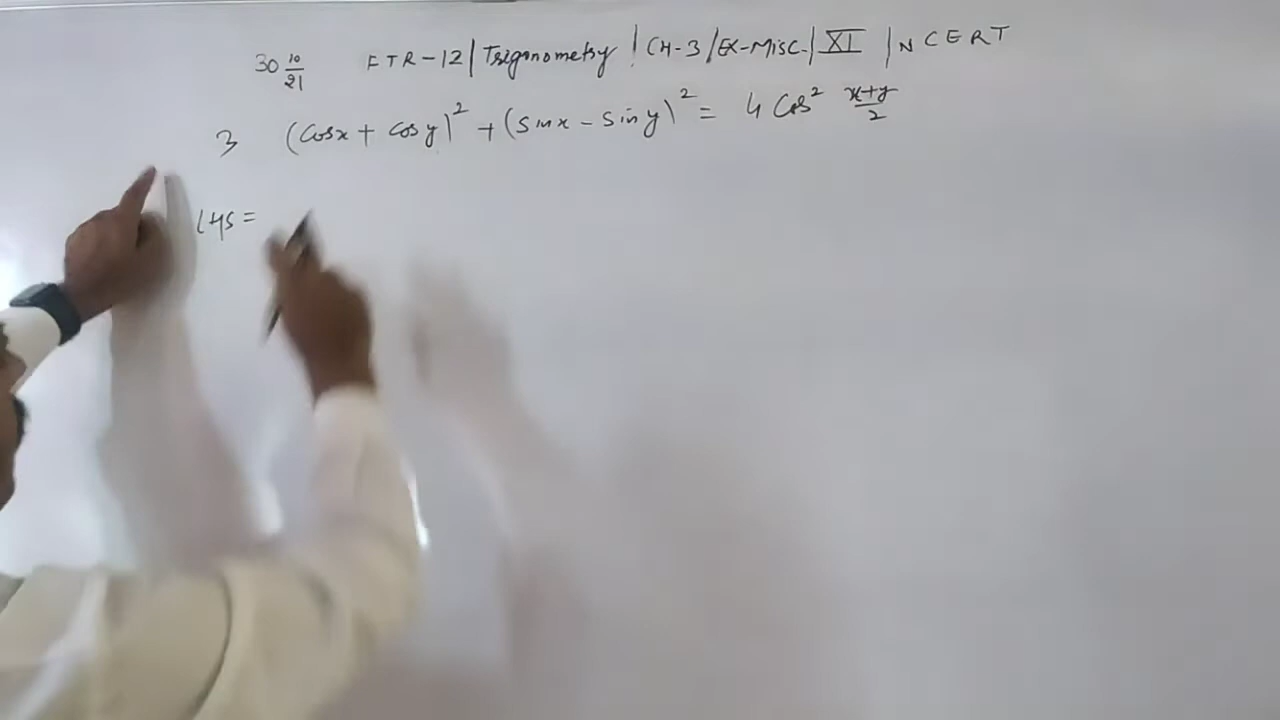 30 10/21 FTR-12/Trigonometry/CH-3/EX-Misc./XI/NCERT
3 (Cosx + Cosy)² + (Sinx - Siny)² = 4 Cos² x+y/2
LHS =